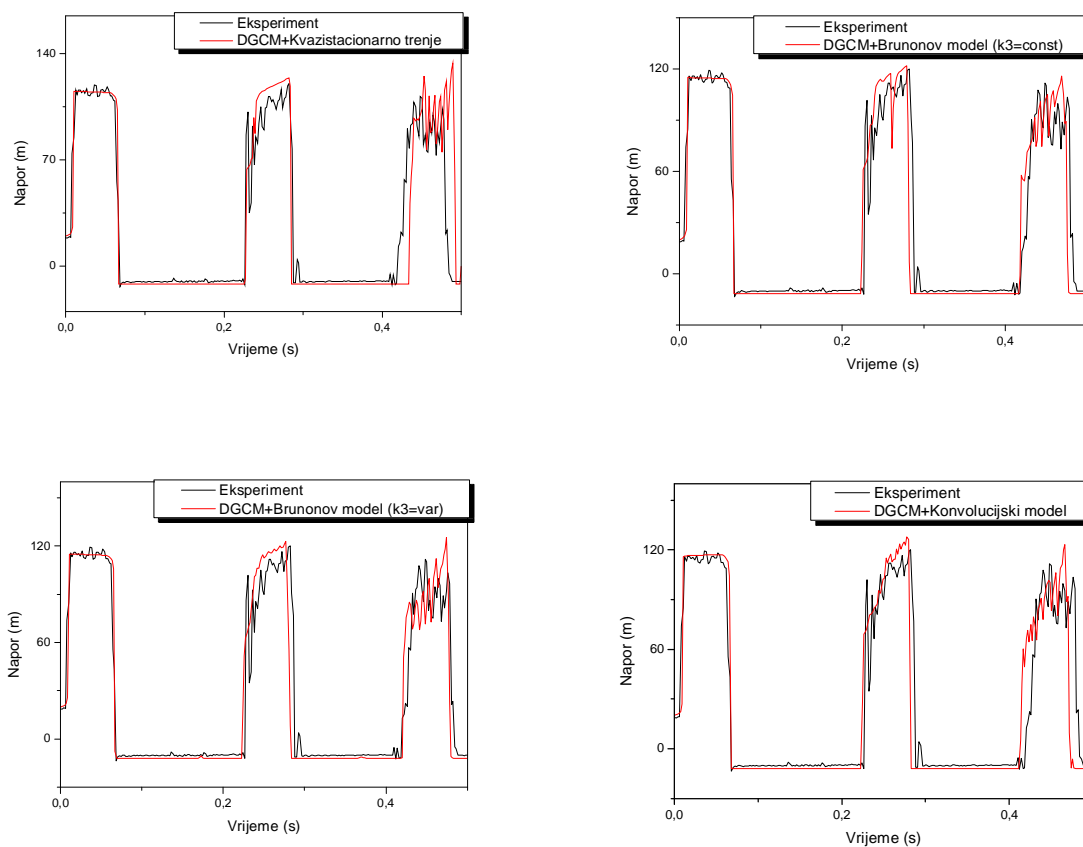 Eksperiment
DGCM+Kvazistacionarno trenje
140
70
0
Napor (m)
0,0
0,2
0,4
Vrijeme (s)
Eksperiment
DGCM+Brunonov model (k3=const)
120
60
0
Napor (m)
0,0
0,2
0,4
Vrijeme (s)
Eksperiment
DGCM+Brunonov model (k3=var)
120
60
0
Napor (m)
0,0
0,2
0,4
Vrijeme (s)
Eksperiment
DGCM+Konvolucijski model
120
60
0
Napor (m)
0,0
0,2
0,4
Vrijeme (s)